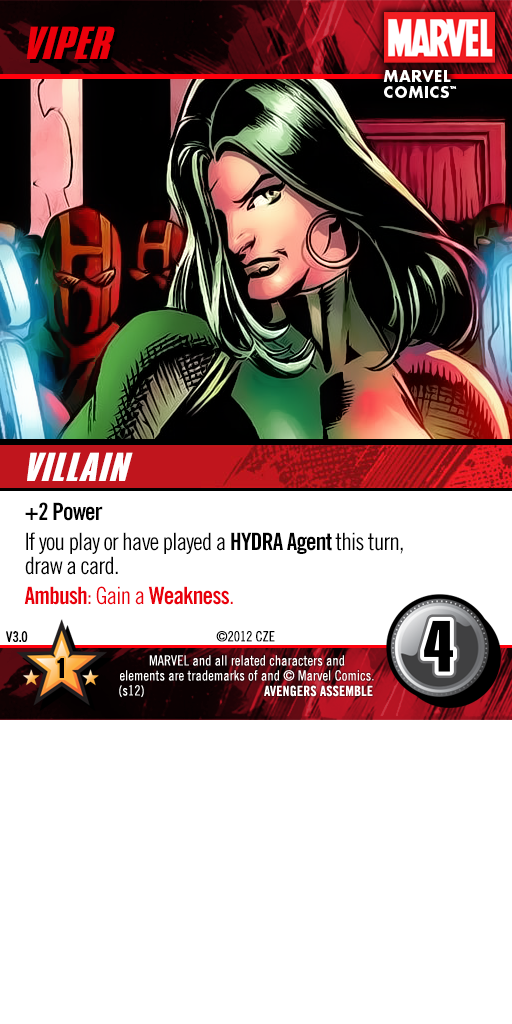 VIPER
MARVEL
MARVEL
COMICS™
VILLAIN
+2 Power
If you play or have played a HYDRA Agent this turn,
draw a card.
Ambush: Gain a Weakness.
V3.0
©2012 CZE
4
1
MARVEL and all related characters and
elements are trademarks of and © Marvel Comics.
(s12)
AVENGERS ASSEMBLE